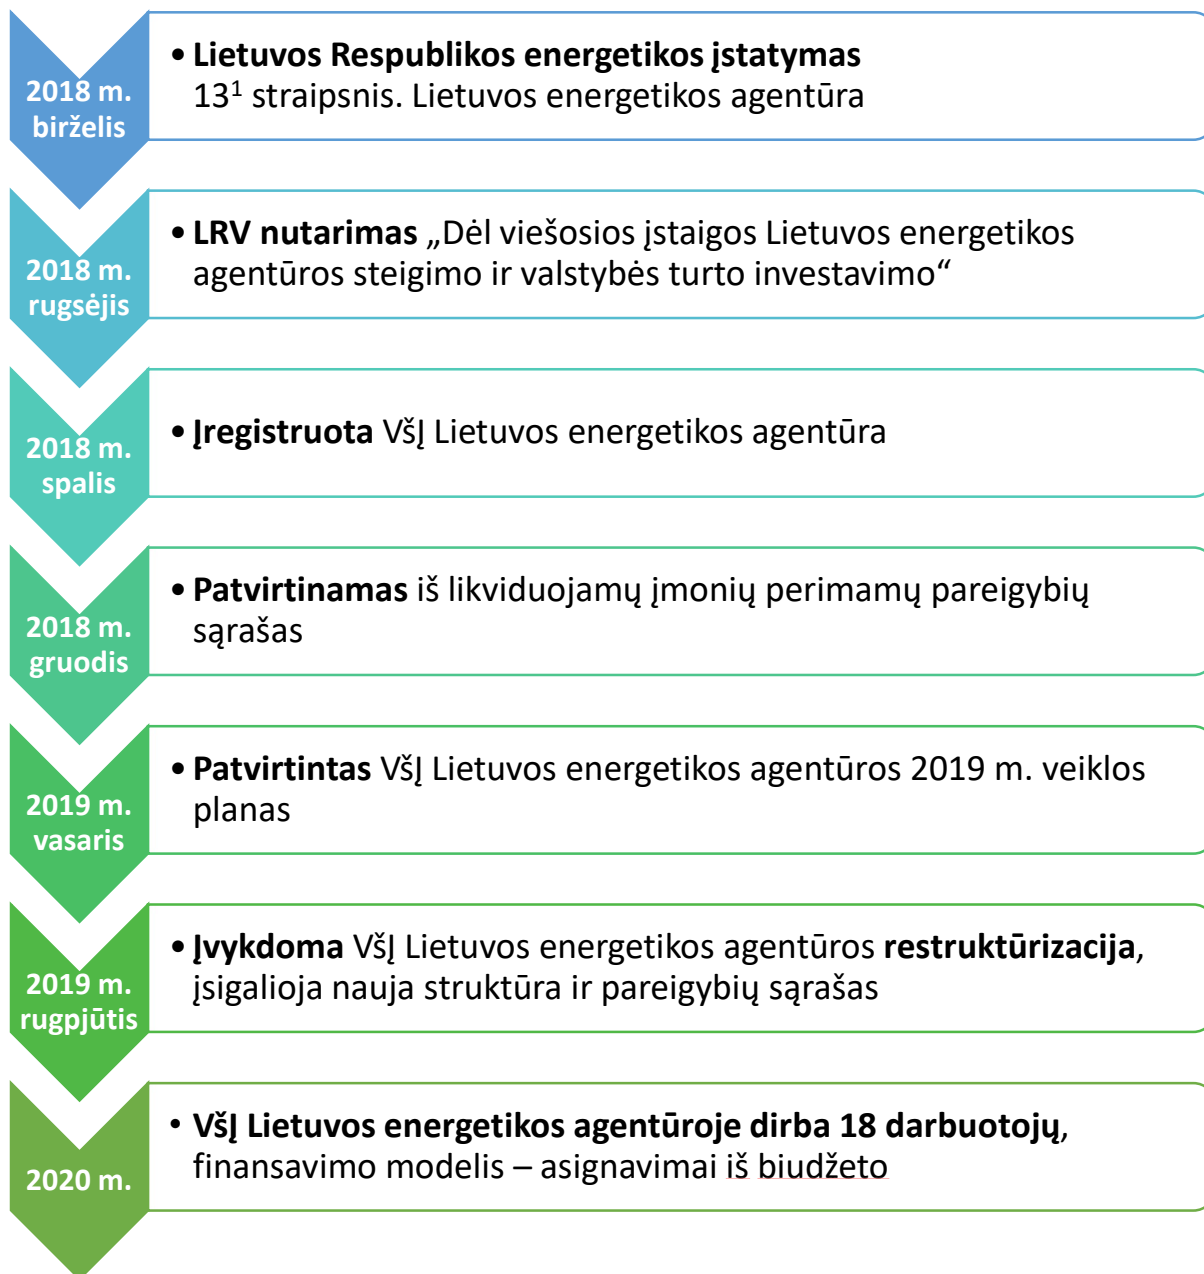 2018 m.
birželis
• Lietuvos Respublikos energetikos įstatymas
13¹ straipsnis. Lietuvos energetikos agentūra
2018 m.
rugsėjis
• LRV nutarimas „Dėl viešosios įstaigos Lietuvos energetikos
agentūros steigimo ir valstybės turto investavimo“
2018 m.
spalis
• Įregistruota VšĮ Lietuvos energetikos agentūra
2018 m.
gruodis
• Patvirtinamas iš likviduojamų įmonių perimamų pareigybių
sąrašas
2019 m.
vasaris
• Patvirtintas VšĮ Lietuvos energetikos agentūros 2019 m. veiklos
planas
2019 m.
rugpjūtis
• Įvykdoma VšĮ Lietuvos energetikos agentūros restruktūrizacija,
įsigalioja nauja struktūra ir pareigybių sąrašas
2020 m.
• VšĮ Lietuvos energetikos agentūroje dirba 18 darbuotojų,
finansavimo modelis – asignavimai iš biudžeto